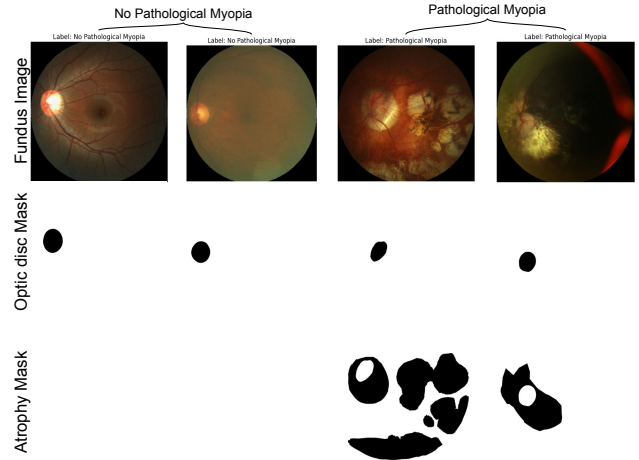 No Pathological Myopia
Pathological Myopia
Label: No Pathological Myopia
Label: No Pathological Myopia
Label: Pathological Myopia
Label: Pathological Myopia
Fundus Image
Optic disc Mask
Atrophy Mask